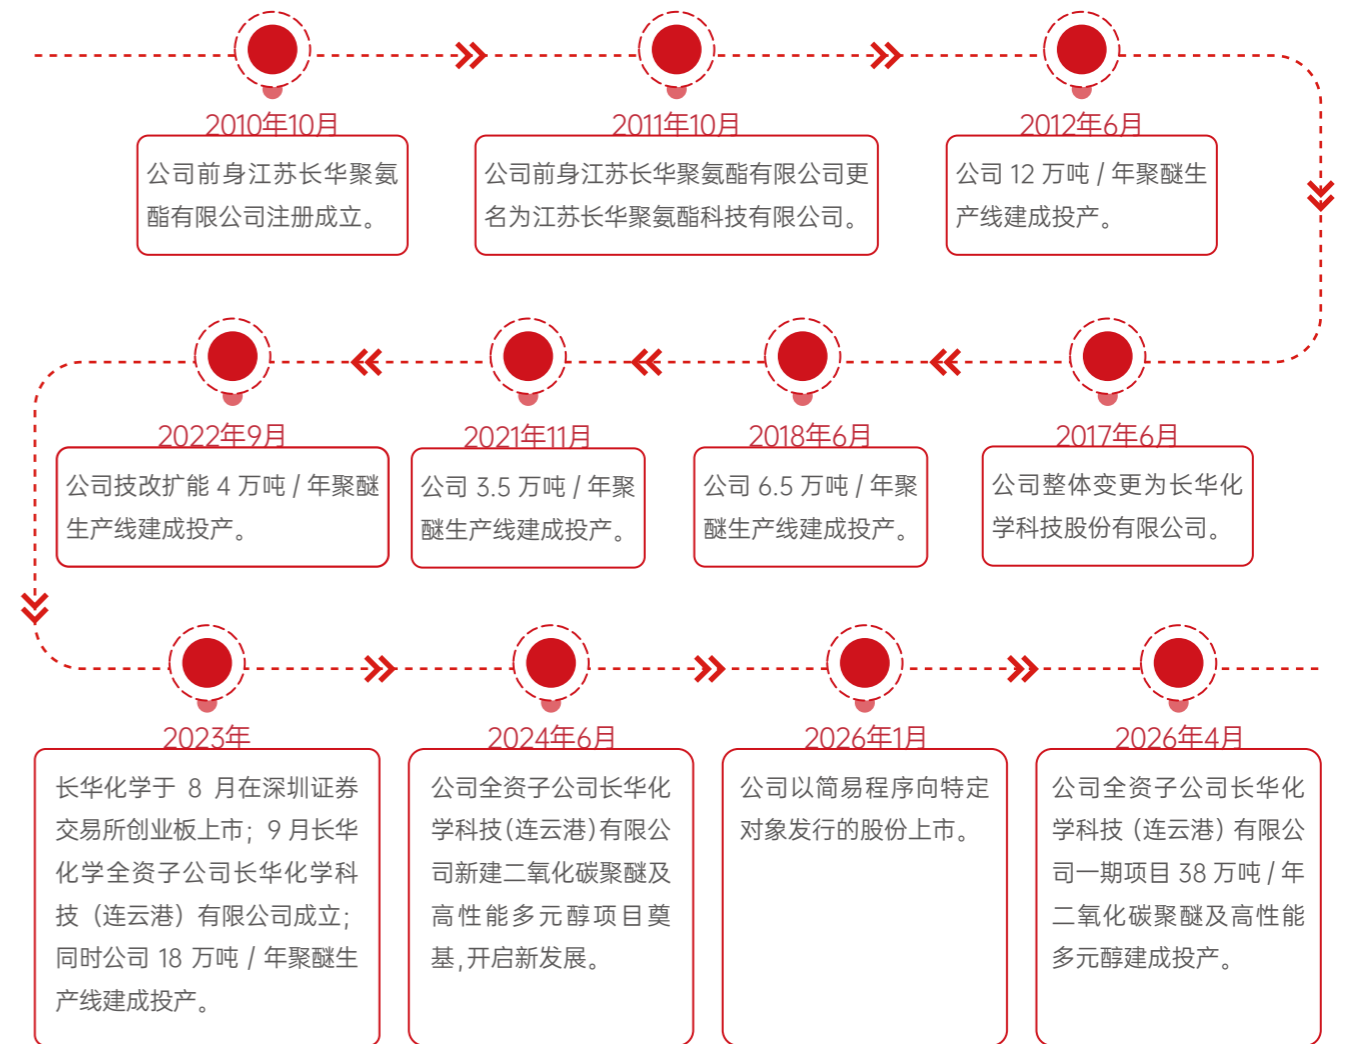 2010年10月
公司前身江苏长华聚氨
酯有限公司注册成立。
2011年10月
公司前身江苏长华聚氨酯有限公司更
名为江苏长华聚氨酯科技有限公司。
2012年6月
公司 12 万吨 / 年聚醚生
产线建成投产。
2017年6月
公司整体变更为长华化
学科技股份有限公司。
2018年6月
公司 6.5 万吨 / 年聚
醚生产线建成投产。
2021年11月
公司 3.5 万吨 / 年聚
醚生产线建成投产。
2022年9月
公司技改扩能 4 万吨 / 年聚醚
生产线建成投产。
2023年
长华化学于 8 月在深圳证券
交易所创业板上市；9 月长华
化学全资子公司长华化学科
技（连云港）有限公司成立；
同时公司 18 万吨 / 年聚醚生
产线建成投产。
2024年6月
公司全资子公司长华化
学科技(连云港)有限公
司新建二氧化碳聚醚及
高性能多元醇项目奠
基,开启新发展。
2026年1月
公司以简易程序向特定
对象发行的股份上市。
2026年4月
公司全资子公司长华化
学科技（连云港）有限公
司一期项目 38 万吨 / 年
二氧化碳聚醚及高性能
多元醇建成投产。